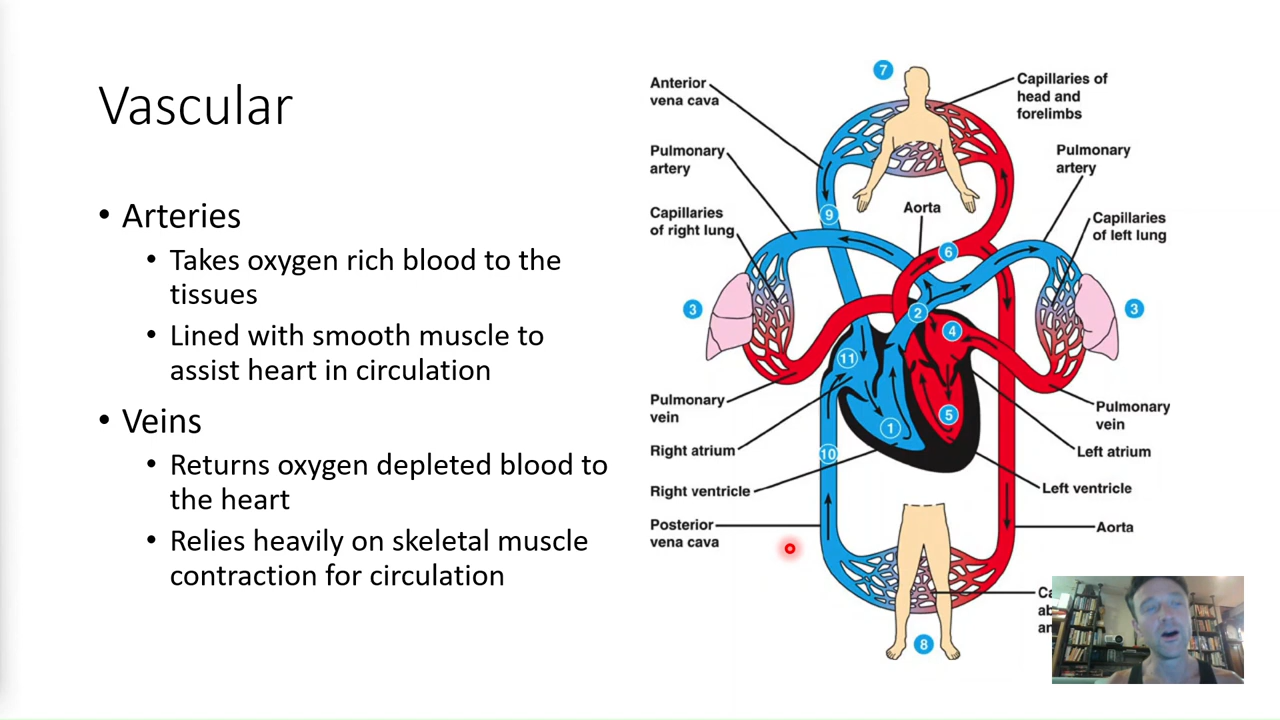 Vascular
• Arteries
• Takes oxygen rich blood to the
tissues
• Lined with smooth muscle to
assist heart in circulation
• Veins
• Returns oxygen depleted blood to
the heart
• Relies heavily on skeletal muscle
contraction for circulation
7
Anterior
vena cava
Capillaries of
head and
forelimbs
Pulmonary
artery
Pulmonary
artery
Capillaries
of right lung
9
Aorta
Capillaries
of left lung
6
3
2
3
4
11
Pulmonary
vein
5
Pulmonary
vein
1
Right atrium
10
Left atrium
Right ventricle
Left ventricle
Posterior
vena cava
Aorta
8